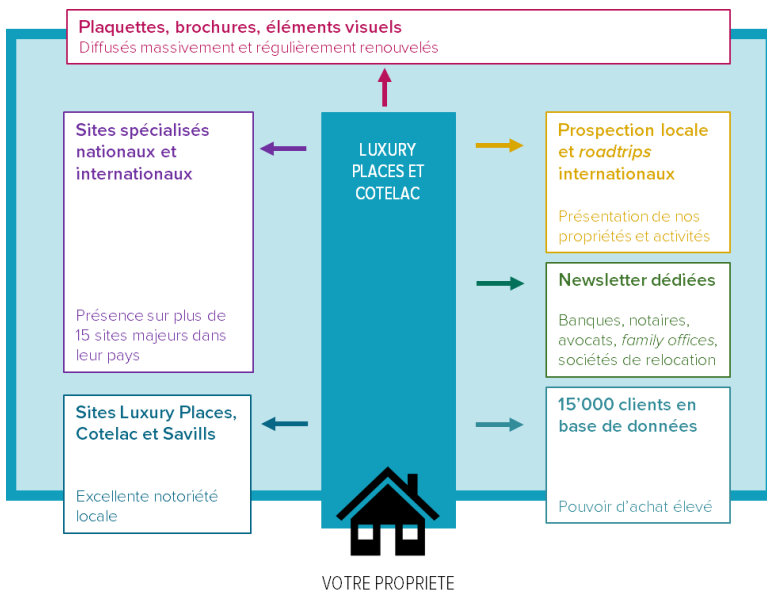 Plaquettes, brochures, éléments visuels
Diffusés massivement et régulièrement renouvelés
Sites spécialisés
nationaux et
internationaux
Présence sur plus de
15 sites majeurs dans
leur pays
Sites Luxury Places,
Cotelac et Savills
Excellente notoriété
locale
LUXURY
PLACES ET
COTELAC
Prospection locale
et roadtrips
internationaux
Présentation de nos
propriétés et activités
Newsletter dédiées
Banques, notaires,
avocats, family offices,
sociétés de relocation
15’000 clients en
base de données
Pouvoir d’achat élevé
VOTRE PROPRIETE